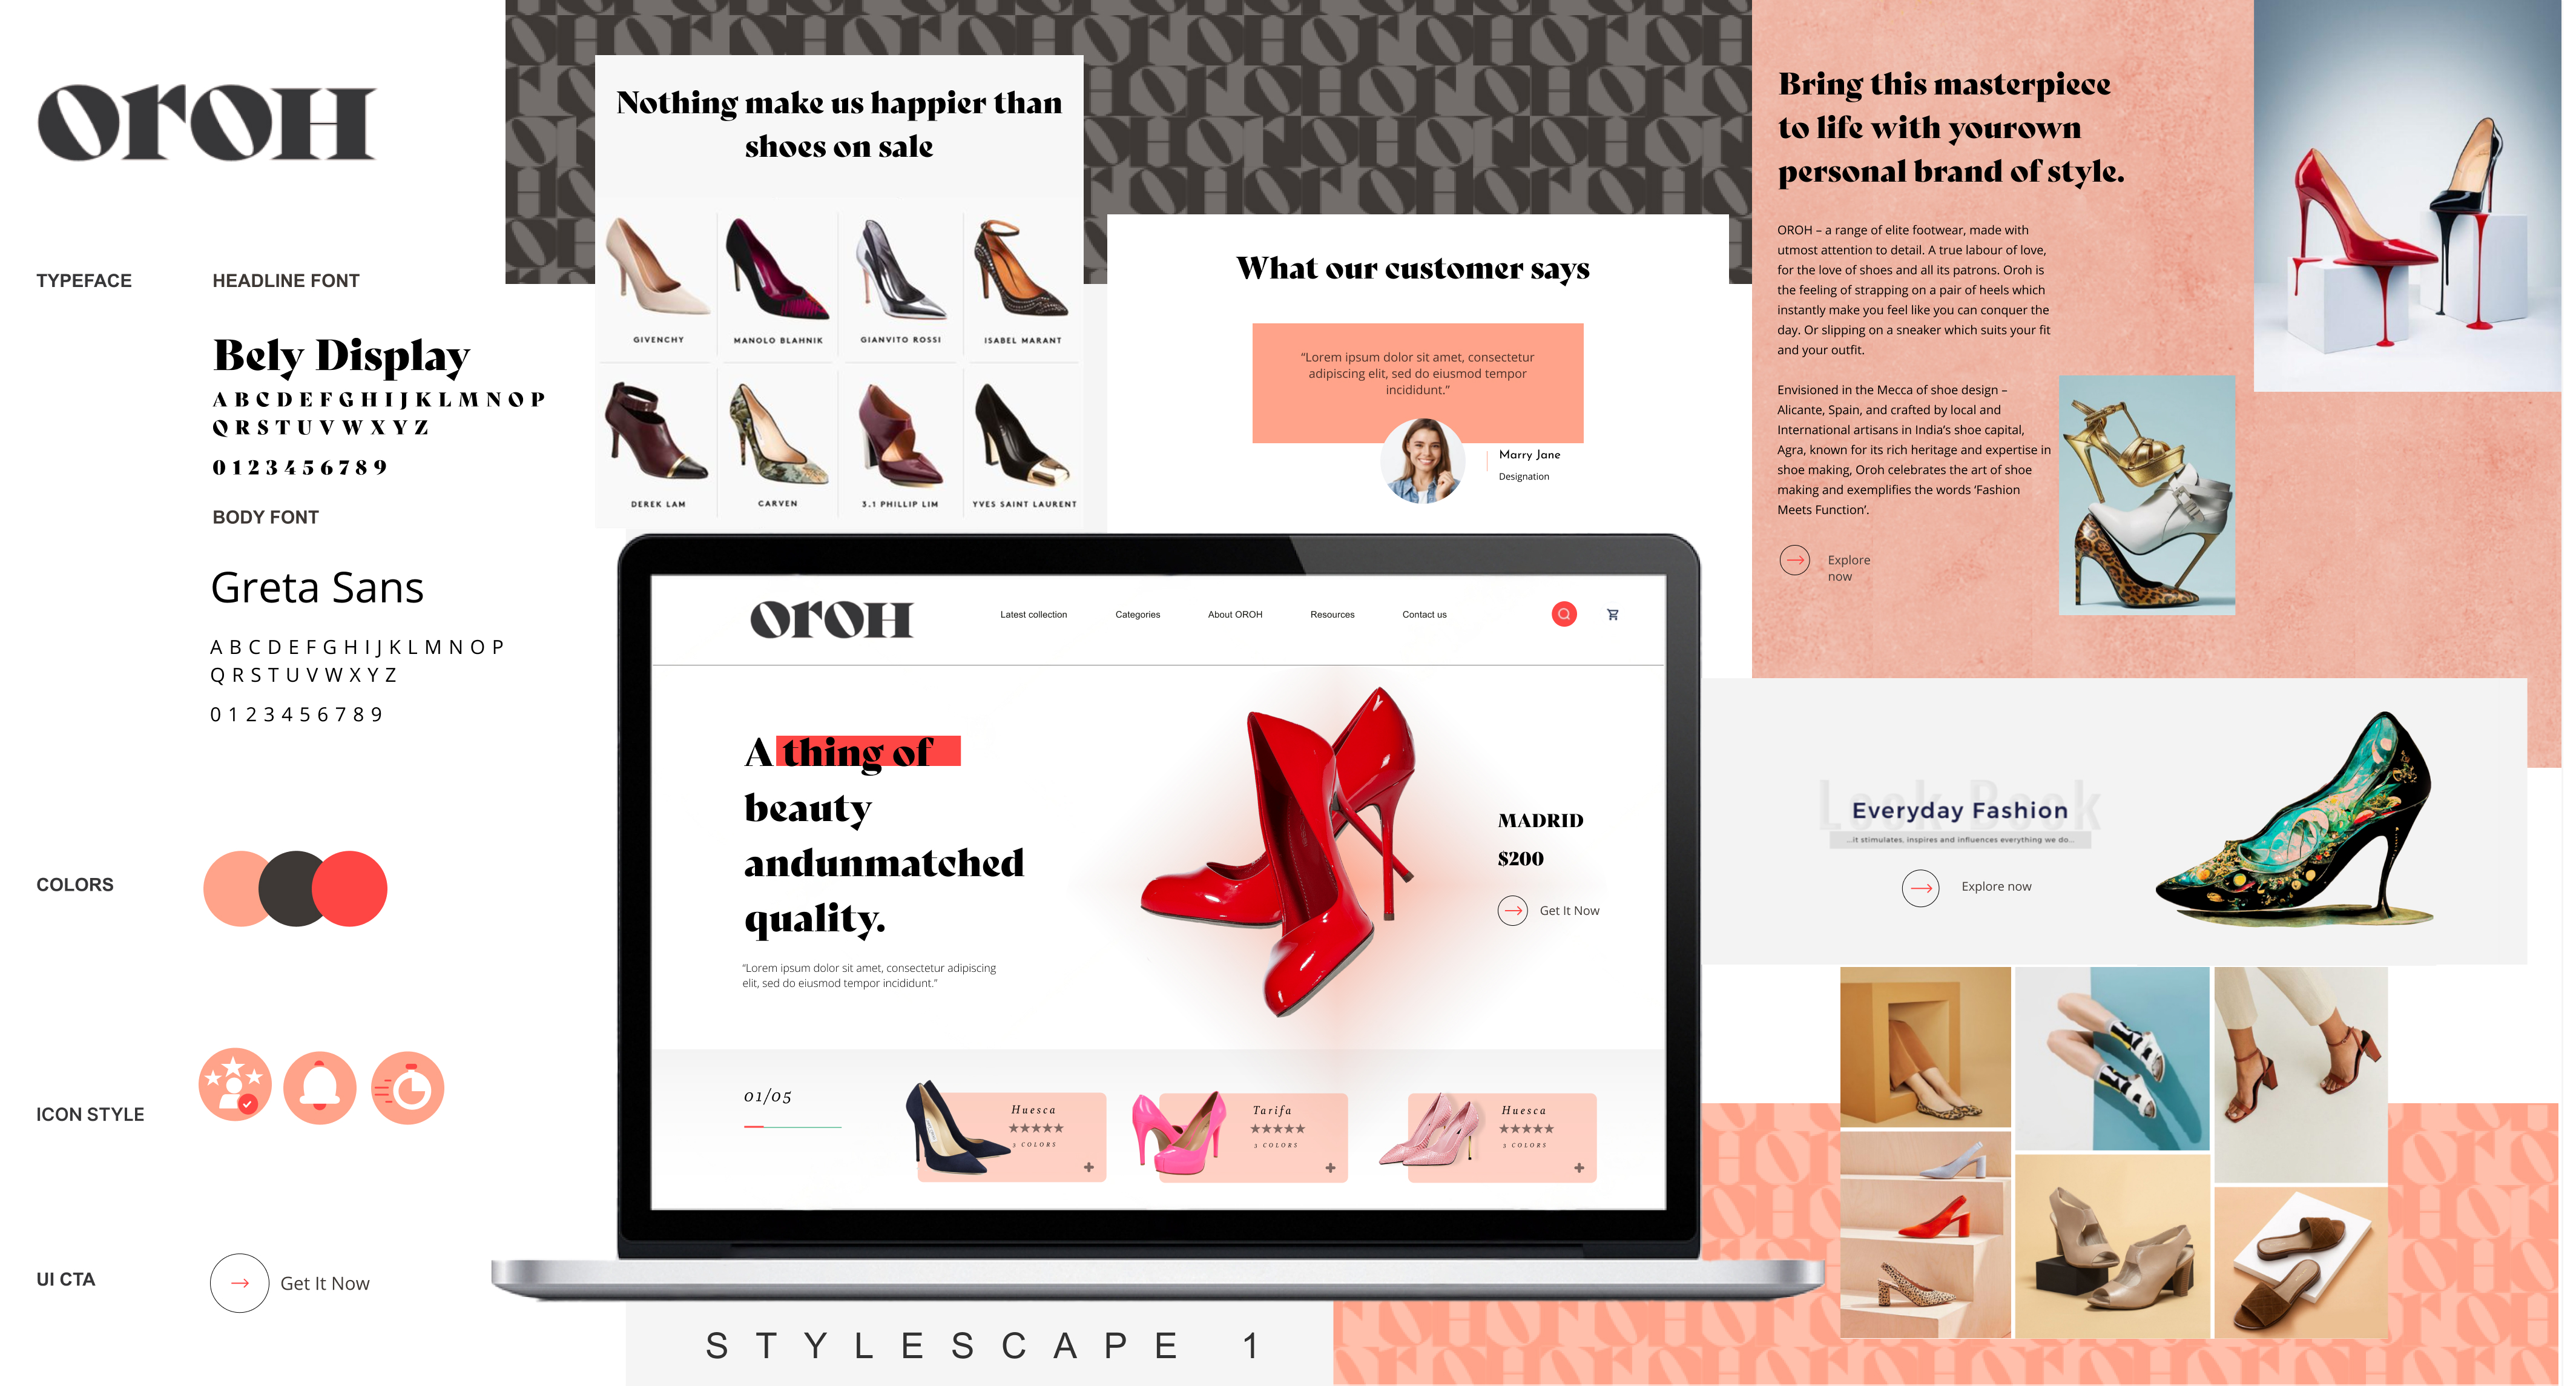 OROH
TYPEFACE
HEADLINE FONT
Bely Display
A B C D E F G H I J K L M N O P
Q R S T U V W X Y Z
0 1 2 3 4 5 6 7 8 9
BODY FONT
Greta Sans
A B C D E F G H I J K L M N O P
Q R S T U V W X Y Z
0 1 2 3 4 5 6 7 8 9
COLORS
ICON STYLE
UI CTA
Get It Now
Nothing make us happier than
shoes on sale
GIVENCHY
MANOLO BLAHNIK
GIANVITO ROSSI
ISABEL MARANT
DEREK LAM
CARVEN
3.1 PHILLIP LIM
YVES SAINT LAURENT
What our customer says
“Lorem ipsum dolor sit amet, consectetur
adipiscing elit, sed do eiusmod tempor
incididunt.”
Marry Jane
Designation
Bring this masterpiece
to life with yourown
personal brand of style.
OROH – a range of elite footwear, made with
utmost attention to detail. A true labour of love,
for the love of shoes and all its patrons. Oroh is
the feeling of strapping on a pair of heels which
instantly make you feel like you can conquer the
day. Or slipping on a sneaker which suits your fit
and your outfit.
Envisioned in the Mecca of shoe design –
Alicante, Spain, and crafted by local and
International artisans in India’s shoe capital,
Agra, known for its rich heritage and expertise in
shoe making, Oroh celebrates the art of shoe
making and exemplifies the words ‘Fashion
Meets Function’.
Explore
now
OROH
Latest collection
Categories
About OROH
Resources
Contact us
A thing of
beauty
andunmatched
quality.
“Lorem ipsum dolor sit amet, consectetur adipiscing
elit, sed do eiusmod tempor incididunt.”
MADRID
$200
Get It Now
01/05
Huesca
3 COLORS
Tarifa
3 COLORS
Huesca
3 COLORS
Look Book
Everyday Fashion
...it stimulates, inspires and influences everything we do...
Explore now
STYLESCAPE 1